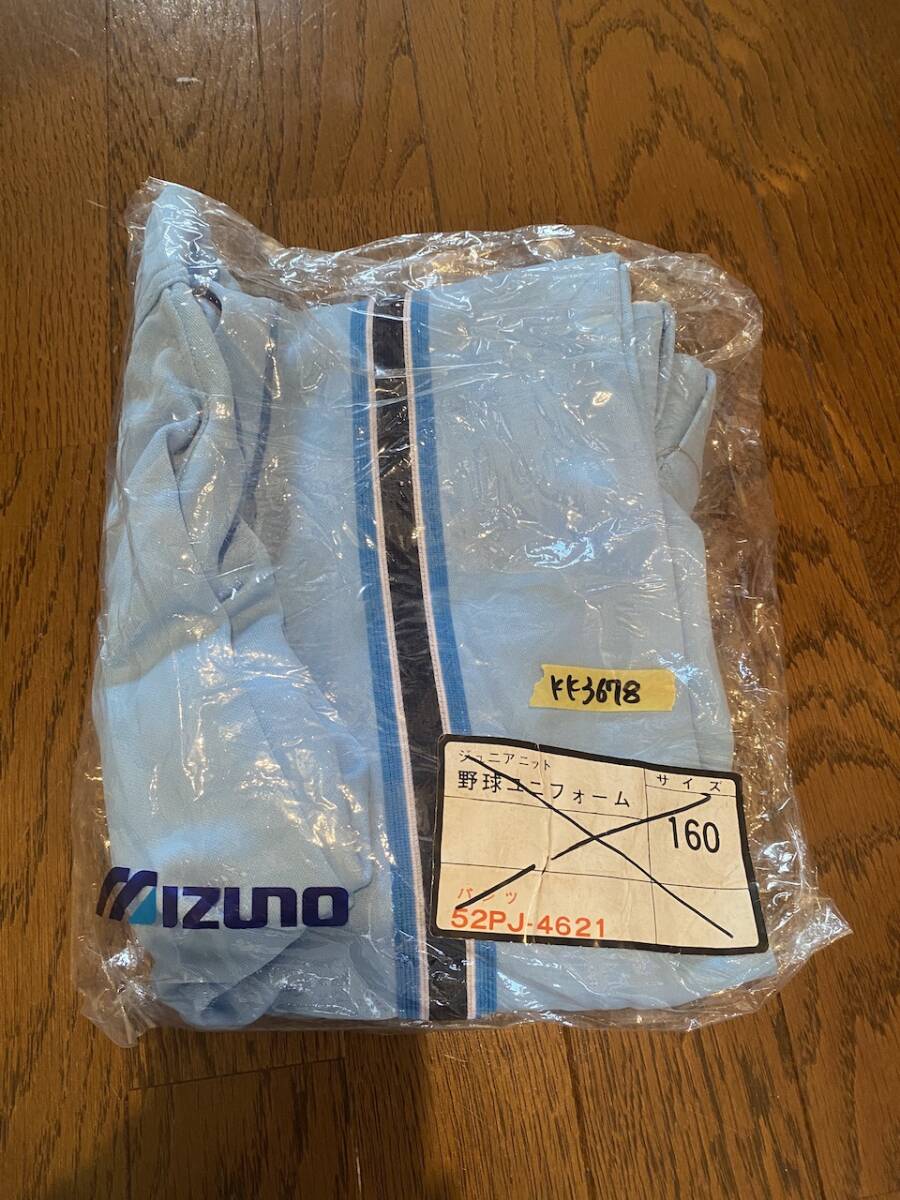 KK3678
ジュニアニット
野球ユニフォーム
サイズ
160
パンツ
52PJ-4621
MIZUNO